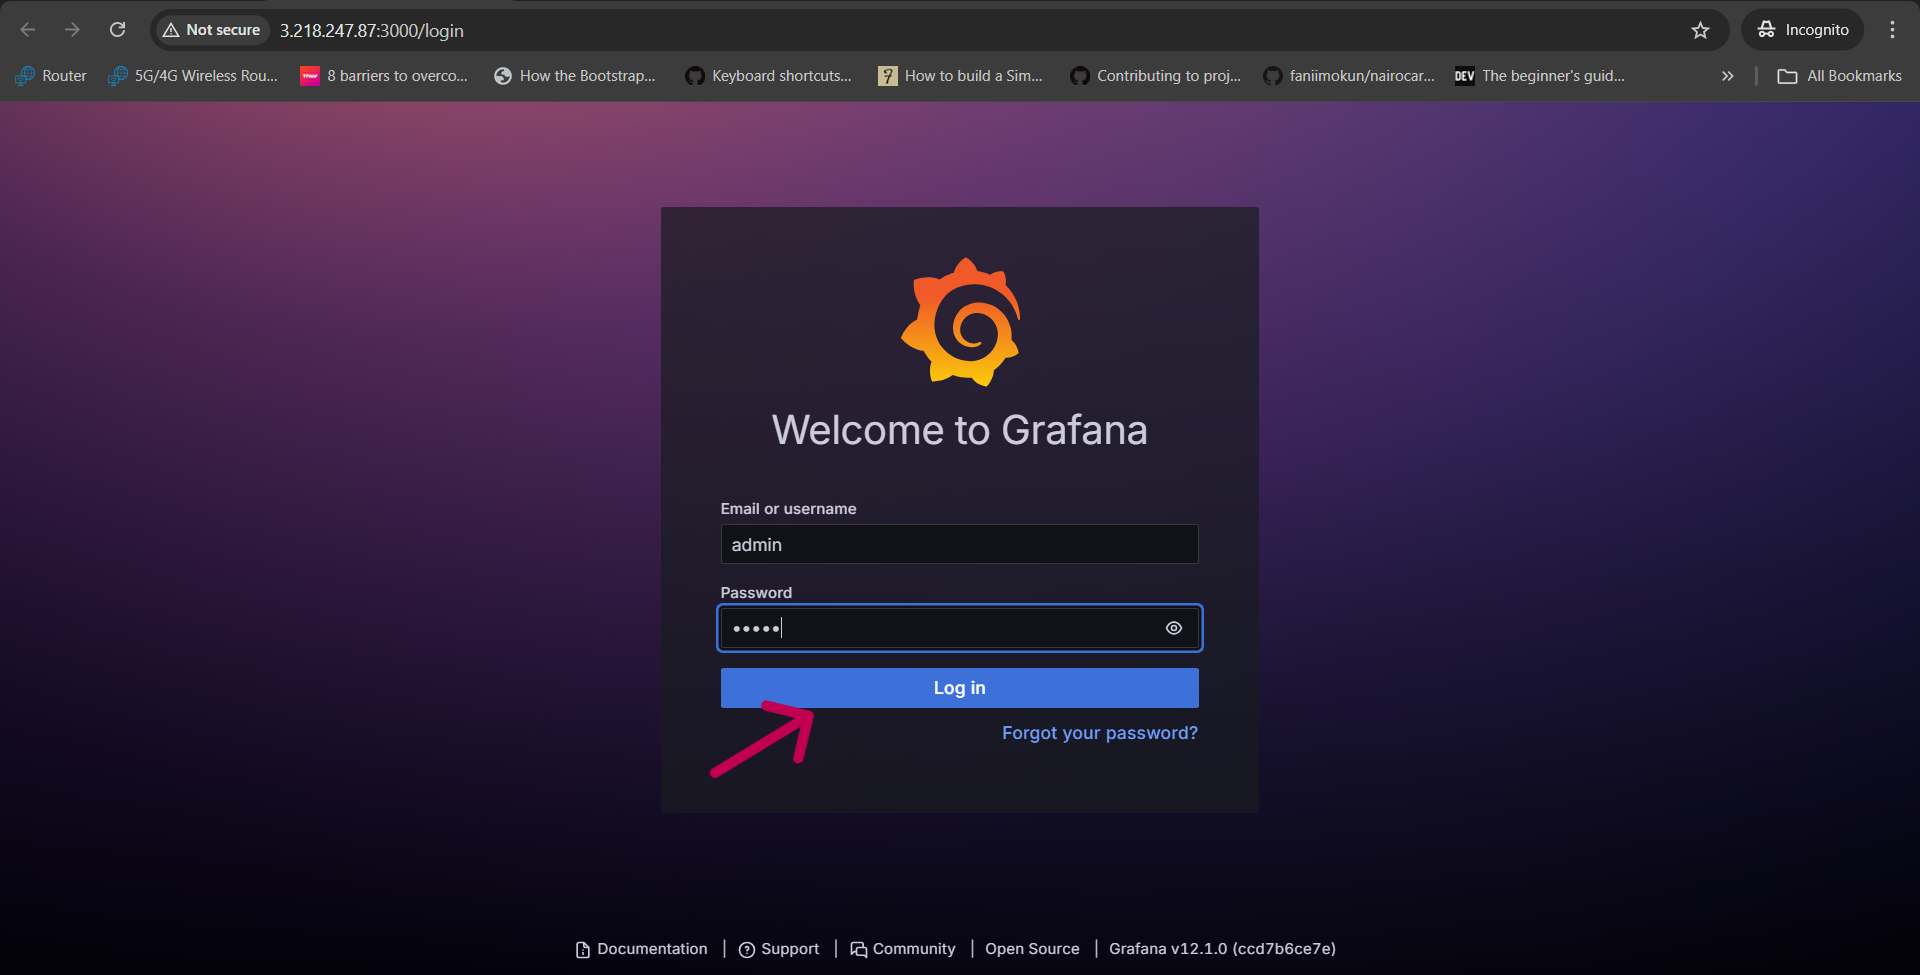 Not secure 3.218.247.87:3000/login Incognito
Router 5G/4G Wireless Rou... 8 barriers to overco... How the Bootstrap... Keyboard shortcuts... How to build a Sim... Contributing to proj... faniimokun/nairocar... DEV The beginner's guid... » All Bookmarks
Welcome to Grafana
Email or username
admin
Password
•••••
Log in
Forgot your password?
Documentation | Support | Community | Open Source | Grafana v12.1.0 (ccd7b6ce7e)